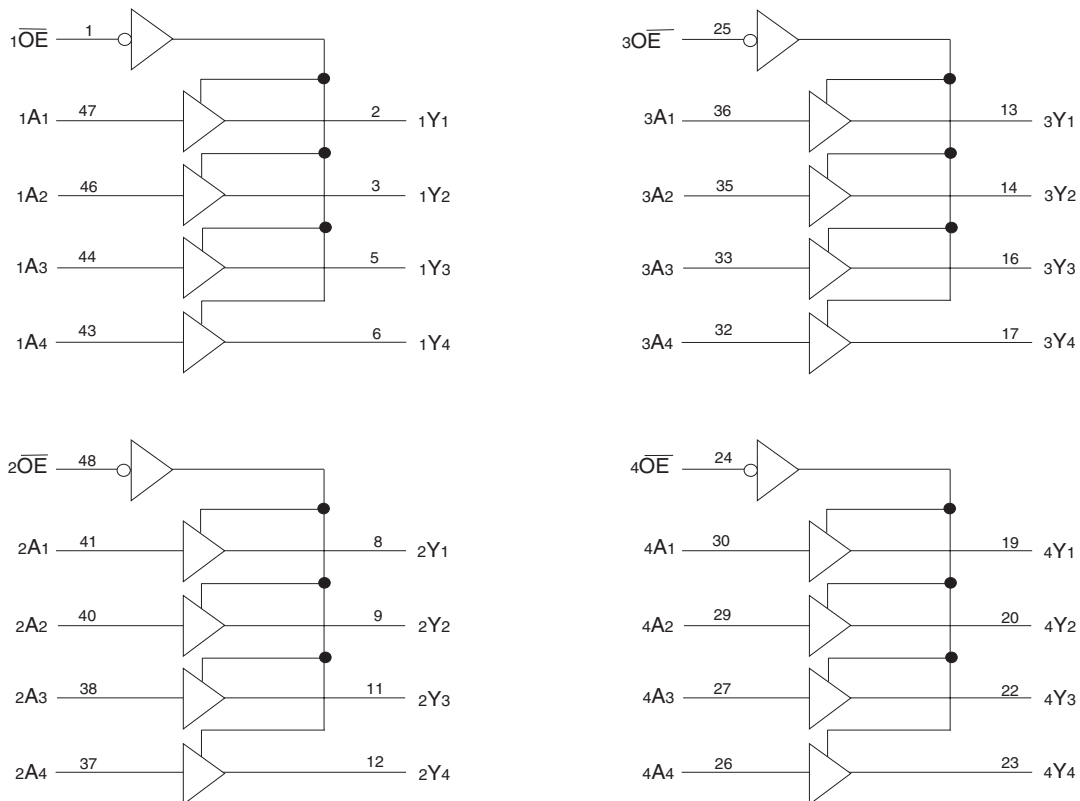 1OE 1
1A1 47 2 1Y1
1A2 46 3 1Y2
1A3 44 5 1Y3
1A4 43 6 1Y4
3OE 25
3A1 36 13 3Y1
3A2 35 14 3Y2
3A3 33 16 3Y3
3A4 32 17 3Y4
2OE 48
2A1 41 8 2Y1
2A2 40 9 2Y2
2A3 38 11 2Y3
2A4 37 12 2Y4
4OE 24
4A1 30 19 4Y1
4A2 29 20 4Y2
4A3 27 22 4Y3
4A4 26 23 4Y4